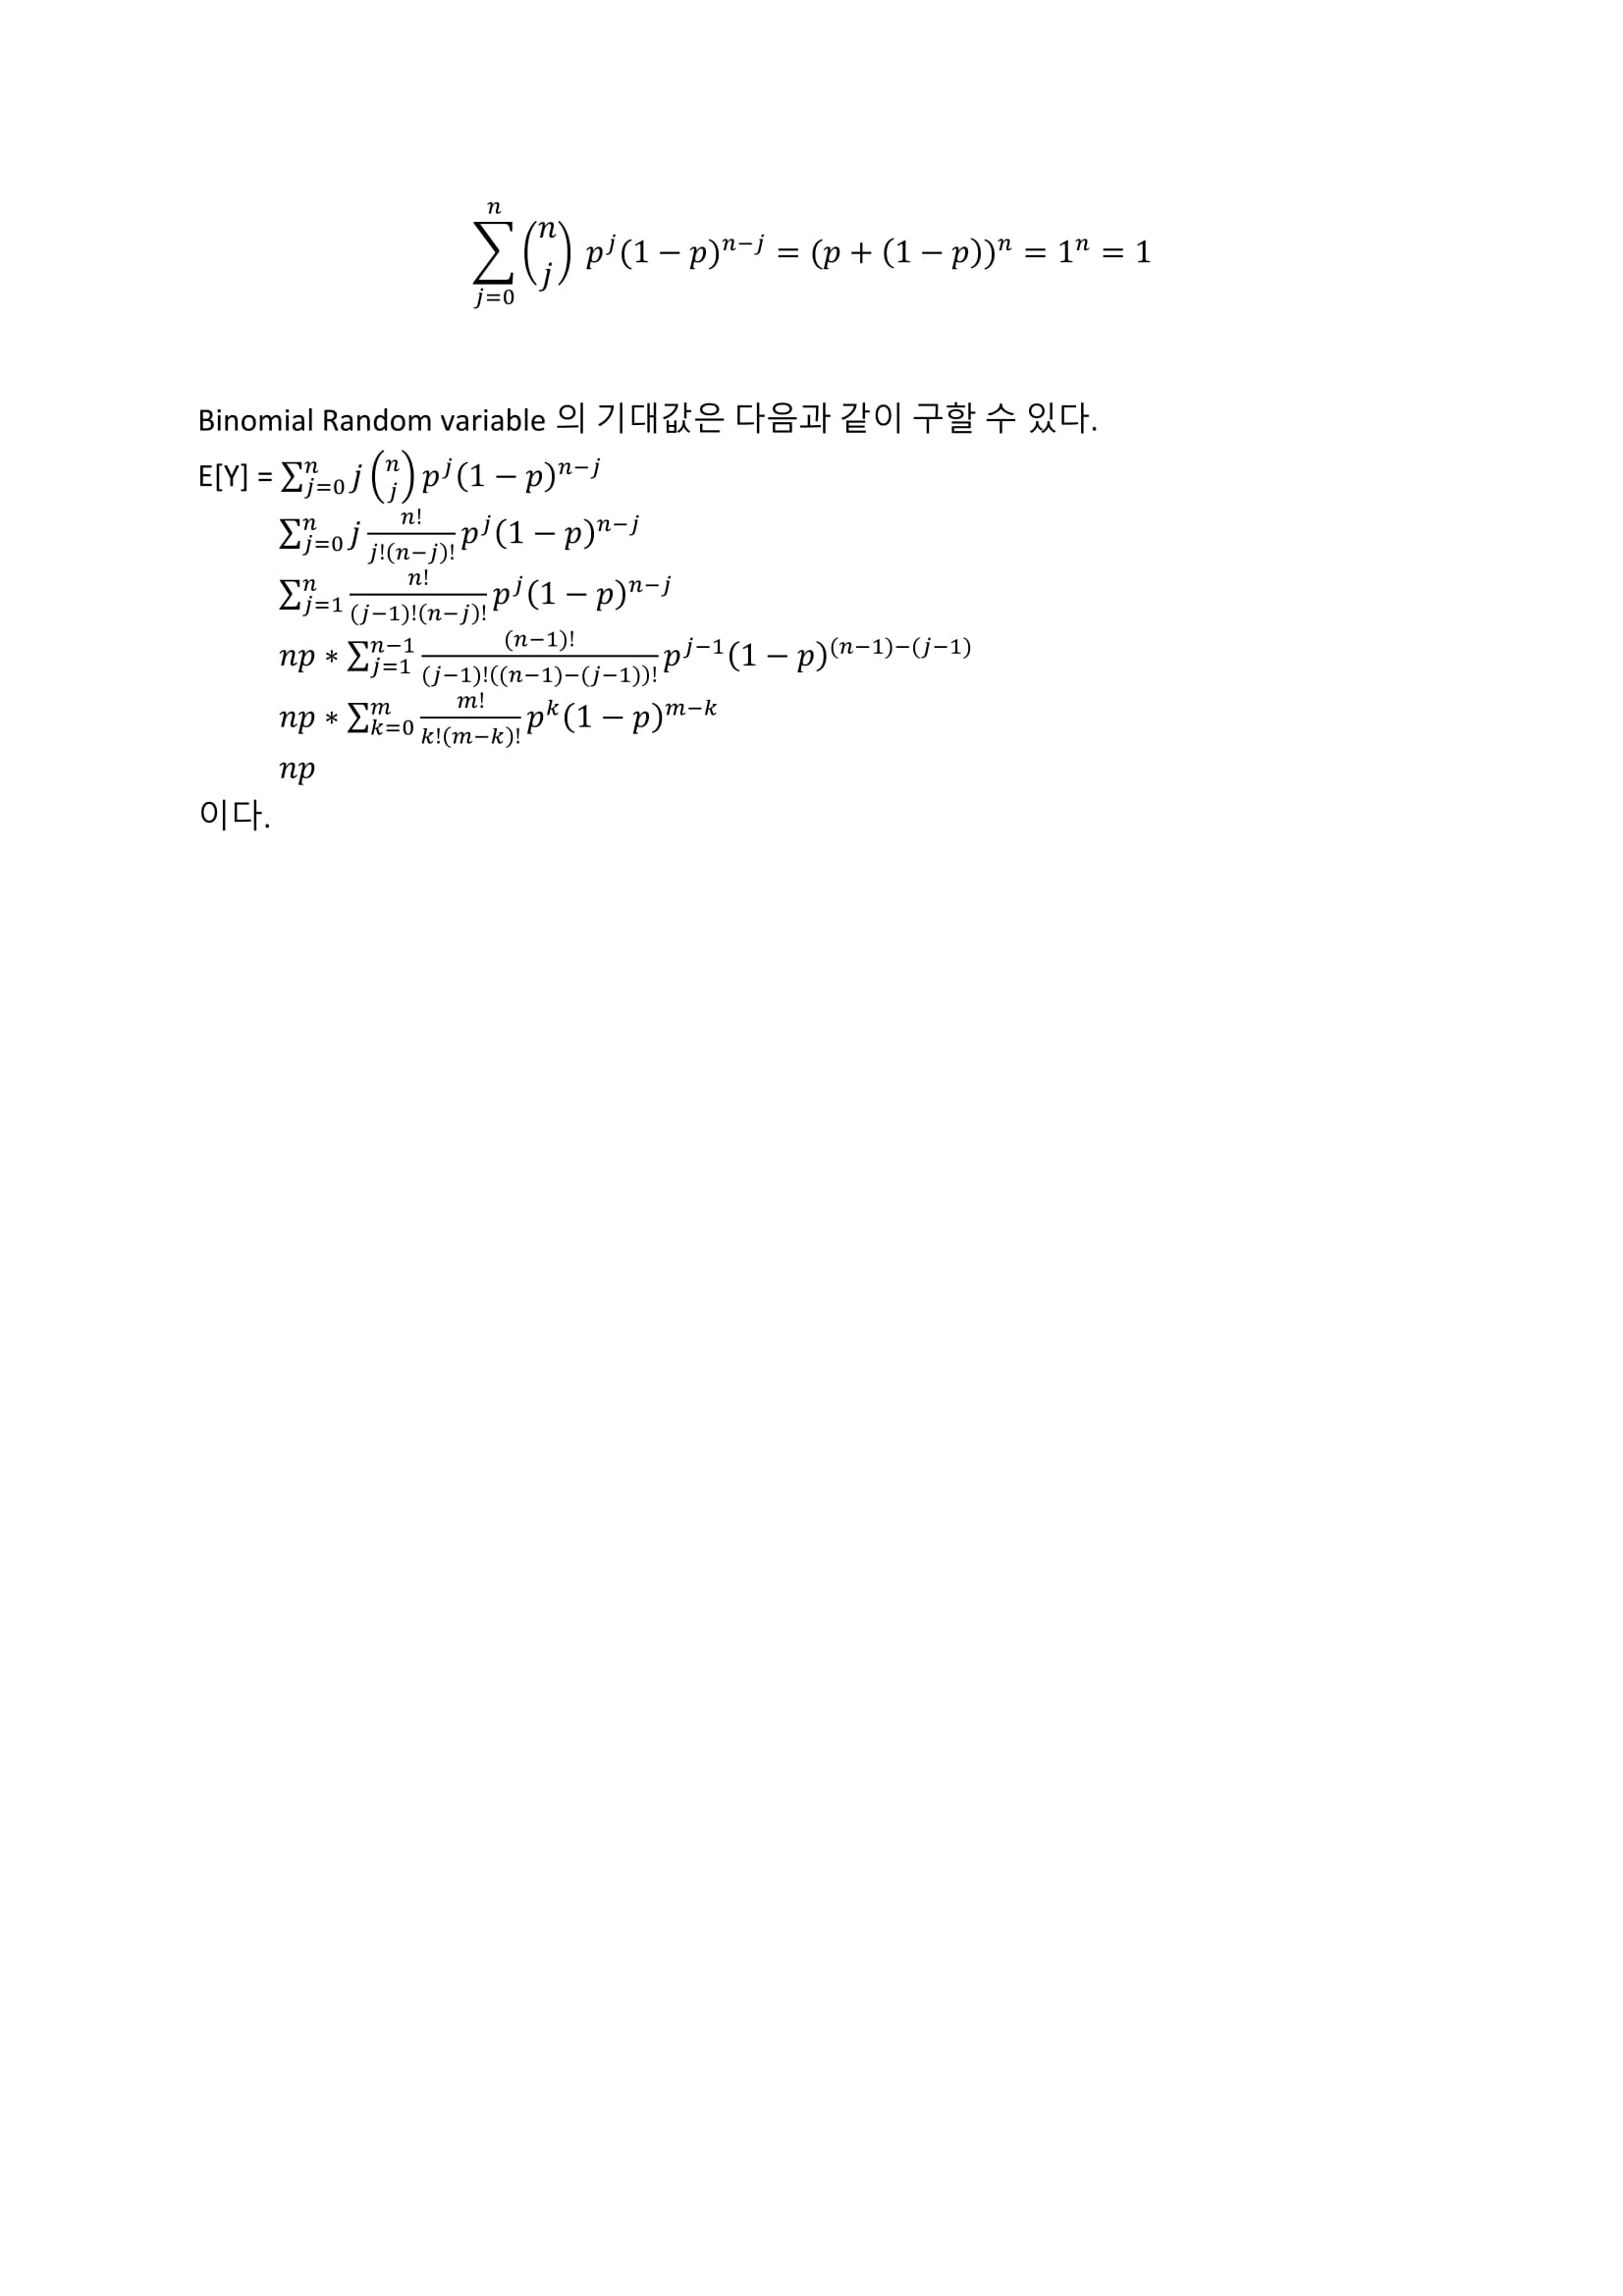 $$\sum_{j=0}^{n} \binom{n}{j} p^j (1-p)^{n-j} = (p + (1-p))^n = 1^n = 1$$
Binomial Random variable 의 기대값은 다음과 같이 구할 수 있다.
E[Y] = $\sum_{j=0}^{n} j \binom{n}{j} p^j (1-p)^{n-j}$
$\sum_{j=0}^{n} j \frac{n!}{j!(n-j)!} p^j (1-p)^{n-j}$
$\sum_{j=1}^{n} \frac{n!}{(j-1)!(n-j)!} p^j (1-p)^{n-j}$
$np * \sum_{j=1}^{n-1} \frac{(n-1)!}{(j-1)!((n-1)-(j-1))!} p^{j-1} (1-p)^{(n-1)-(j-1)}$
$np * \sum_{k=0}^{m} \frac{m!}{k!(m-k)!} p^k (1-p)^{m-k}$
$np$
이다.